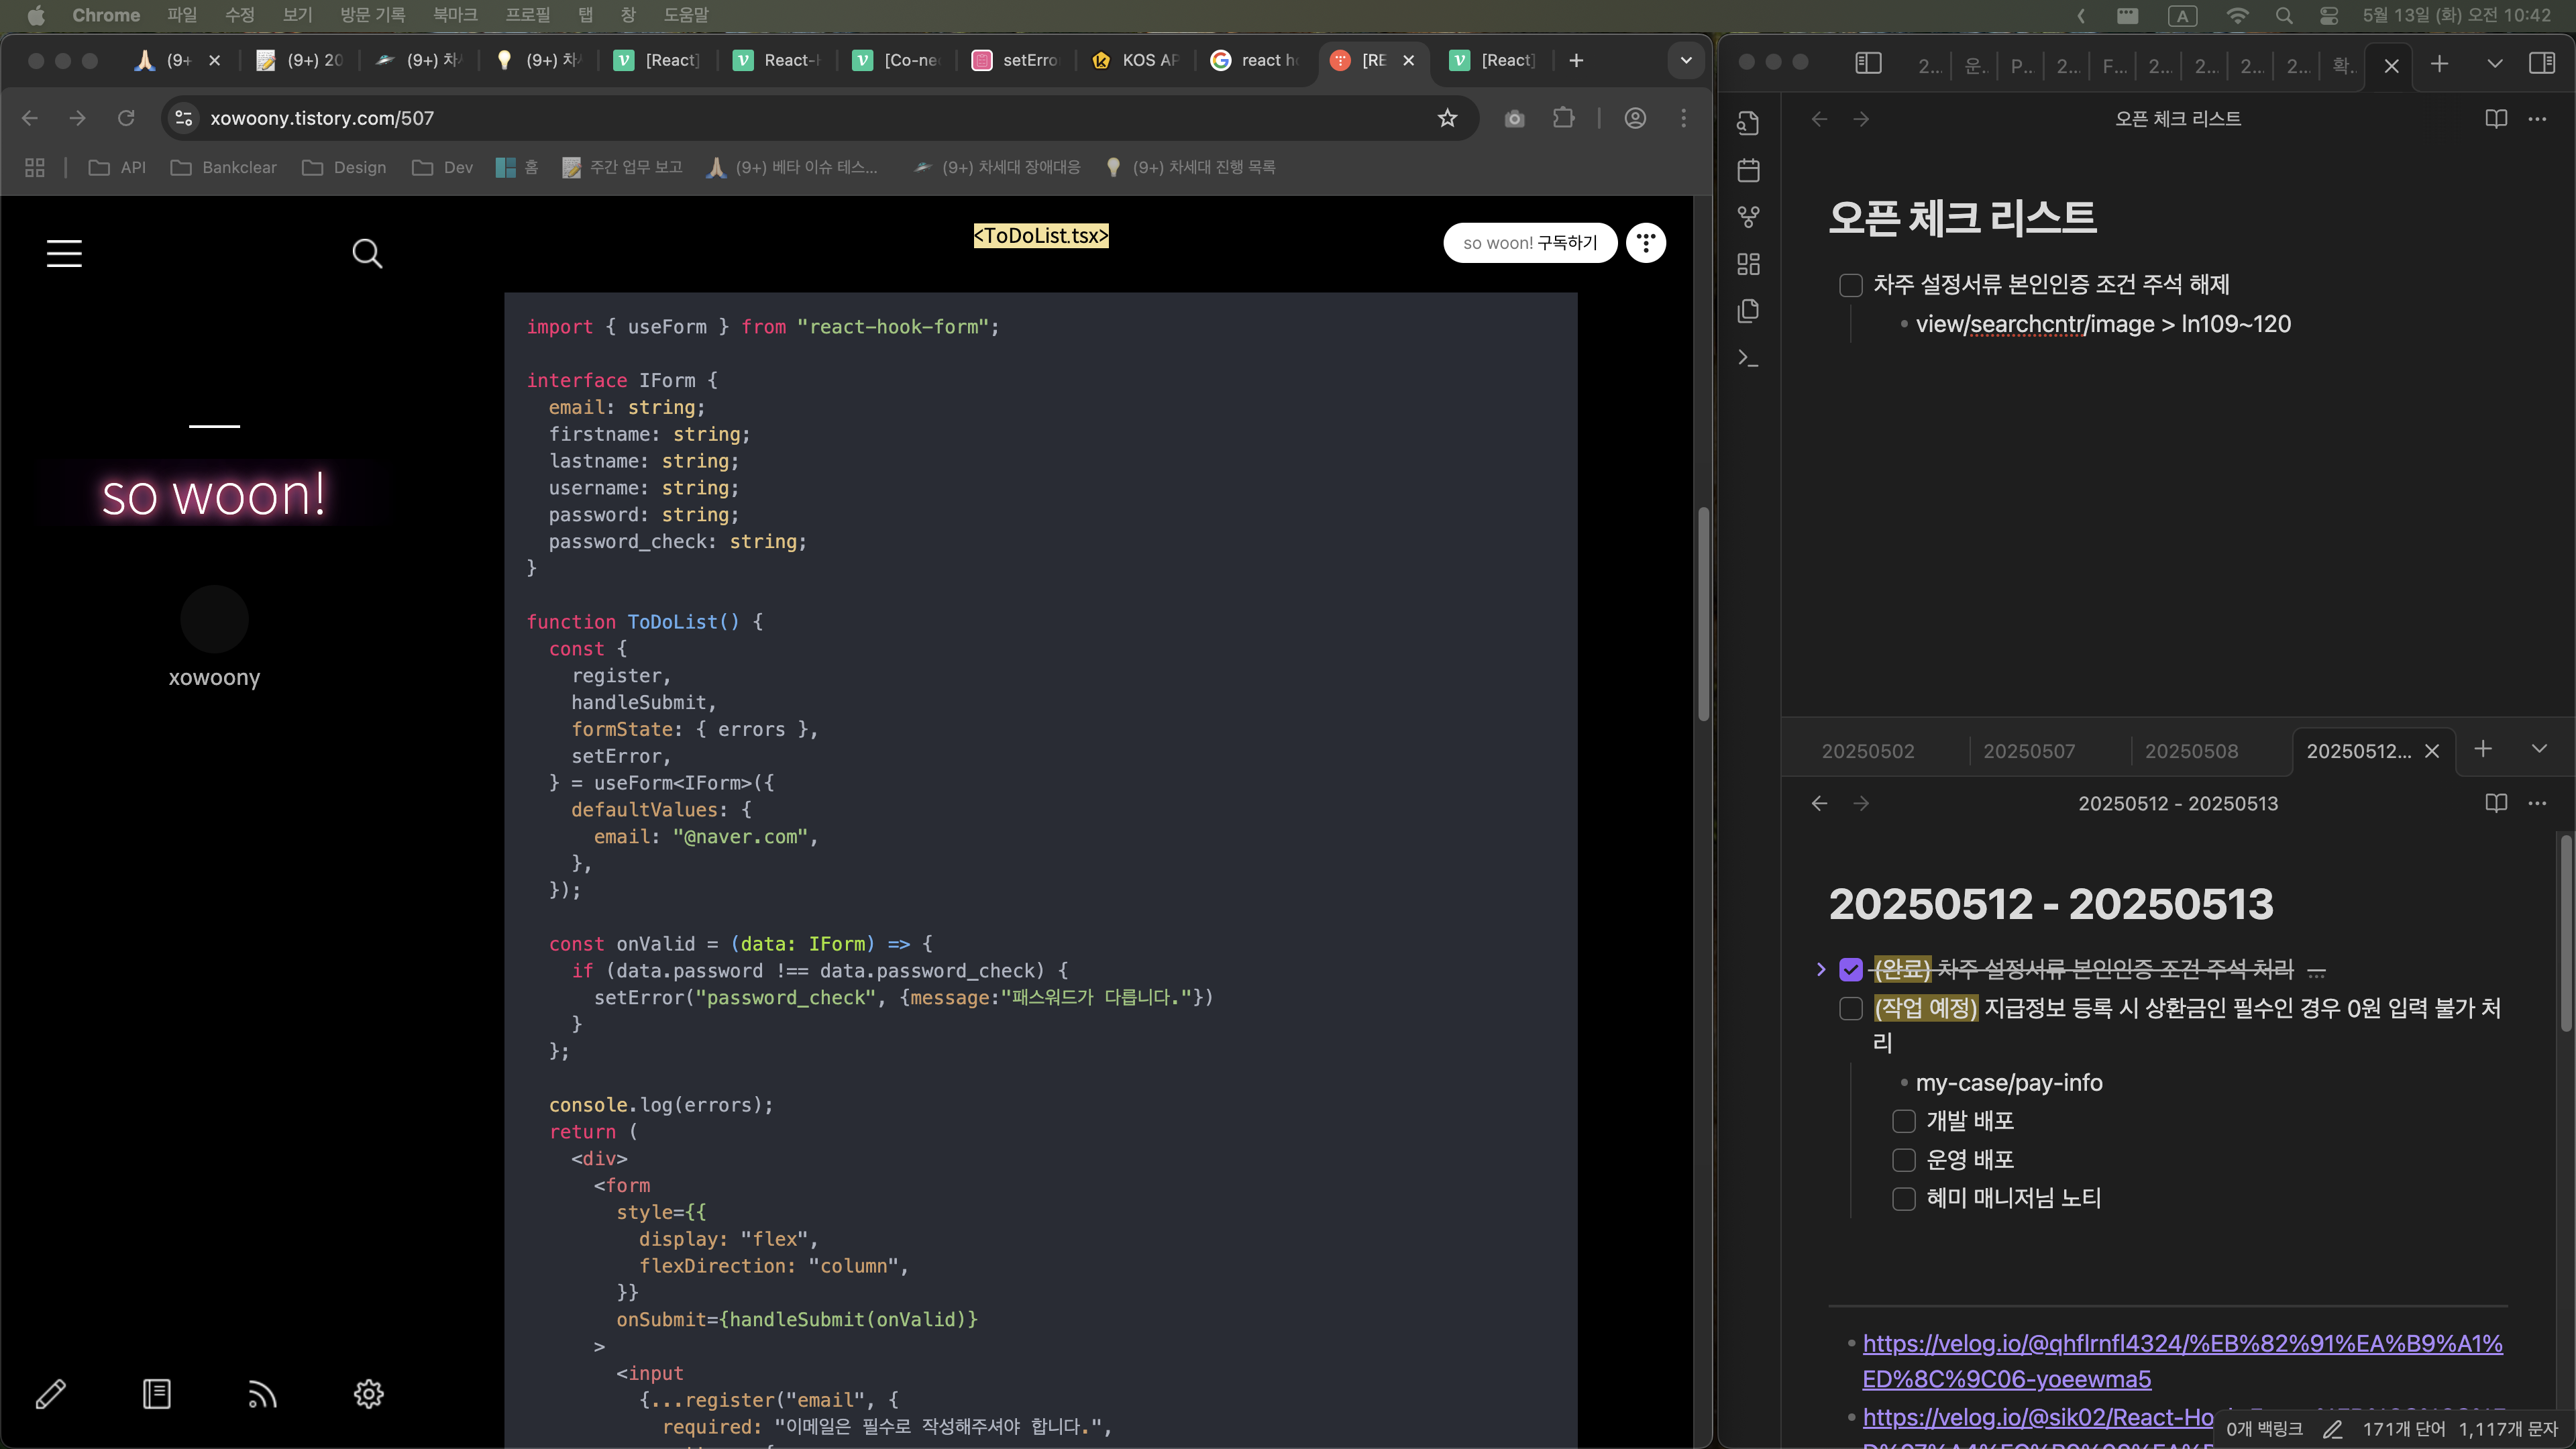 Chrome 파일 수정 보기 방문 기록 북마크 프로필 탭 창 도움말
A 5월 13일 (화) 오전 10:42
(9+ (9+) 20 (9+) 차 (9+) 차 [React] React-H [Co-ne setErro KOS AP react h [RE [React]
xowoony.tistory.com/507
API Bankclear Design Dev 홈 주간 업무 보고 (9+) 베타 이슈 테스... (9+) 차세대 장애대응 (9+) 차세대 진행 목록
<ToDoList.tsx>
so woon! 구독하기
so woon!
xowoony
import { useForm } from "react-hook-form";
interface IForm {
email: string;
firstname: string;
lastname: string;
username: string;
password: string;
password_check: string;
}
function ToDoList() {
const {
register,
handleSubmit,
formState: { errors },
setError,
} = useForm<IForm>({
defaultValues: {
email: "@naver.com",
},
});
const onValid = (data: IForm) => {
if (data.password !== data.password_check) {
setError("password_check", {message:"패스워드가 다릅니다."})
}
};
console.log(errors);
return (
<div>
<form
style={{
display: "flex",
flexDirection: "column",
}}
onSubmit={handleSubmit(onValid)}
>
<input
{...register("email", {
required: "이메일은 필수로 작성해주셔야 합니다.",
2... 운.. P... 2... F... 2... 2... 2... 2... 확..
오픈 체크 리스트
오픈 체크 리스트
차주 설정서류 본인인증 조건 주석 해제
view/searchcntr/image > ln109~120
20250502 20250507 20250508 20250512...
20250512 - 20250513
20250512 - 20250513
(완료) 차주 설정서류 본인인증 조건 주석 처리 ...
(작업 예정) 지급정보 등록 시 상환금인 필수인 경우 0원 입력 불가 처
리
my-case/pay-info
개발 배포
운영 배포
혜미 매니저님 노티
https://velog.io/@qhflrnfl4324/%EB%82%91%EA%B9%A1%
ED%8C%9C06-yoeewma5
https://velog.io/@sik02/React-Ho
0개 백링크 171개 단어 1,117개 문자